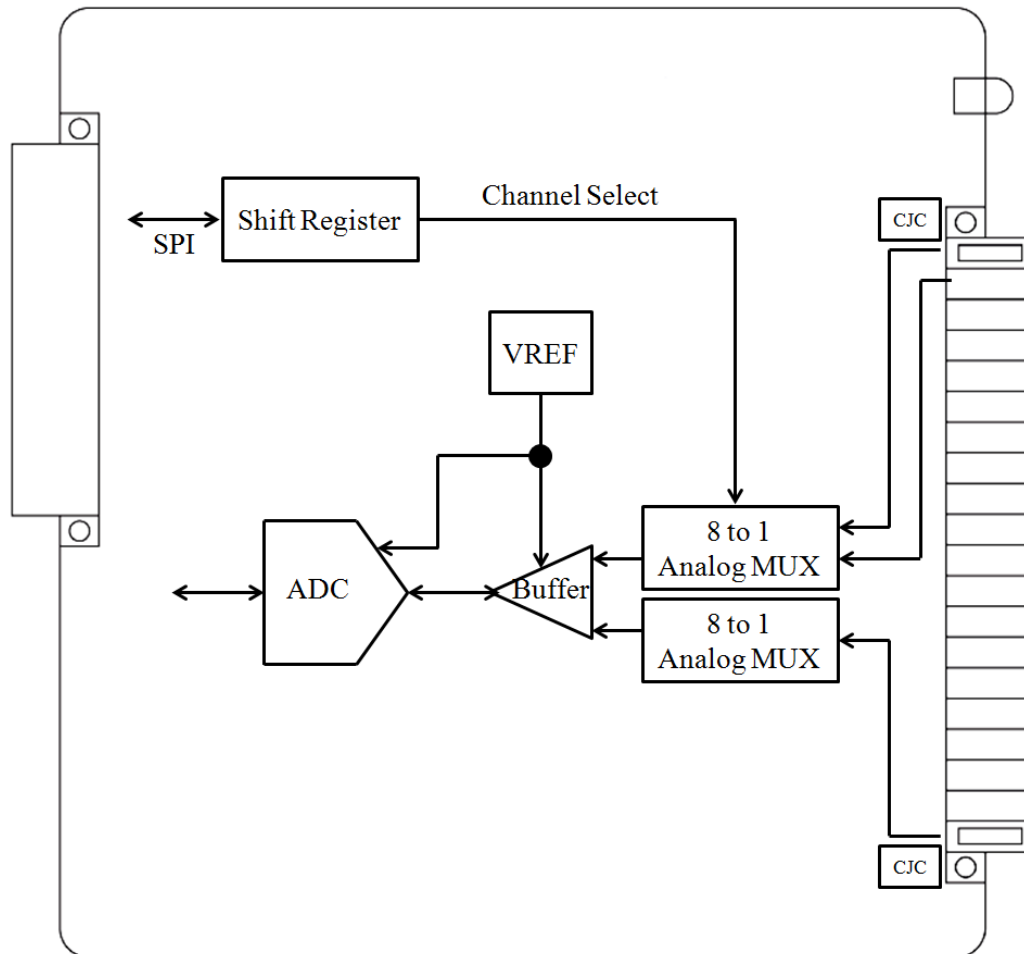 Channel Select
CJC
Shift Register
SPI
VREF
8 to 1
Analog MUX
ADC
Buffer
8 to 1
Analog MUX
CJC